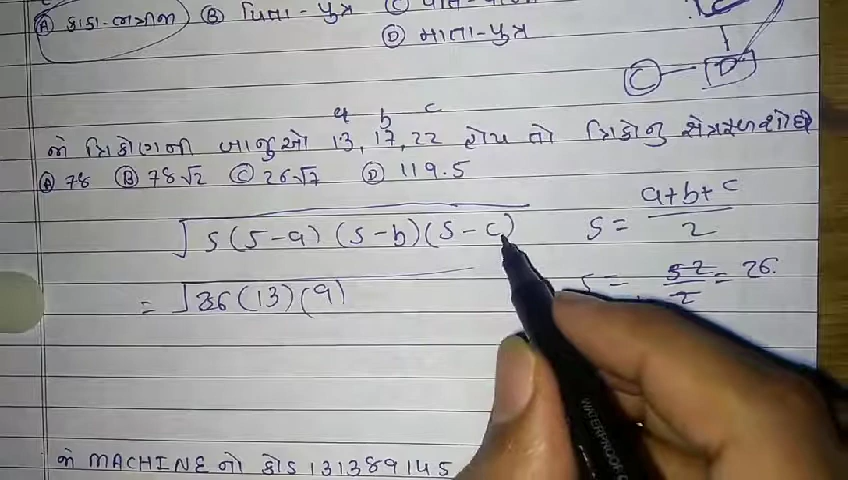 Ⓐ કાકા-ભત્રીજા Ⓑ પિતા-પુત્ર Ⓒ
Ⓓ માતા-પુત્ર
C D
a b c
જો ત્રિકોણની બાજુઓ 13, 17, 22 હોય તો ત્રિકોનુ ક્ષેત્રફળ શોધો
Ⓐ 78 Ⓑ 78√2 Ⓒ 26√7 Ⓓ 119.5
√s(s-a)(s-b)(s-c) s = a+b+c / 2
= √26(13)(9) s = 52/2 = 26.
જો MACHINE નો કોડ 131389145
WATERPROOF